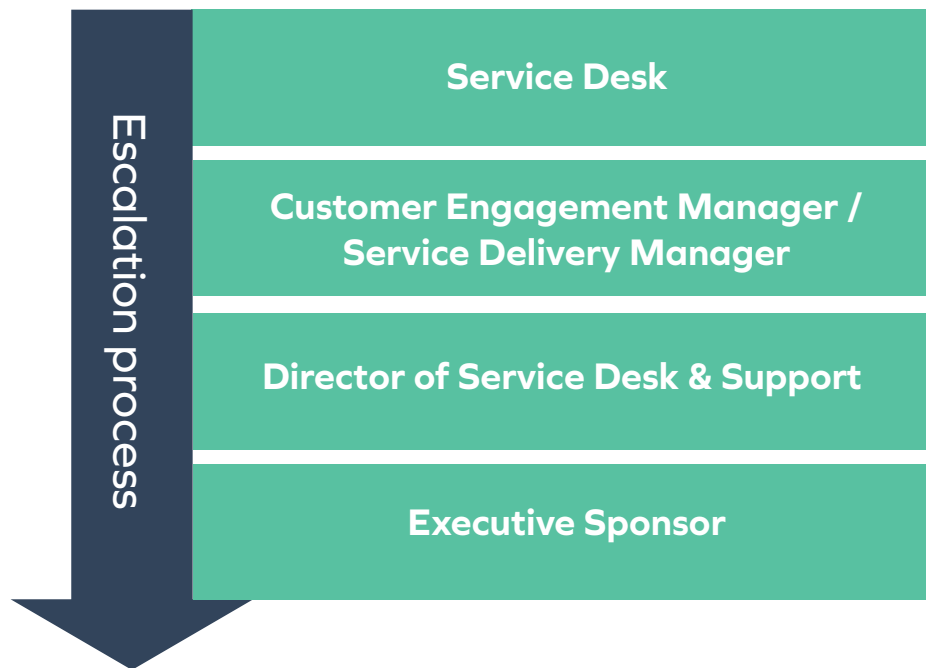 Escalation process
Service Desk
Customer Engagement Manager /
Service Delivery Manager
Director of Service Desk & Support
Executive Sponsor